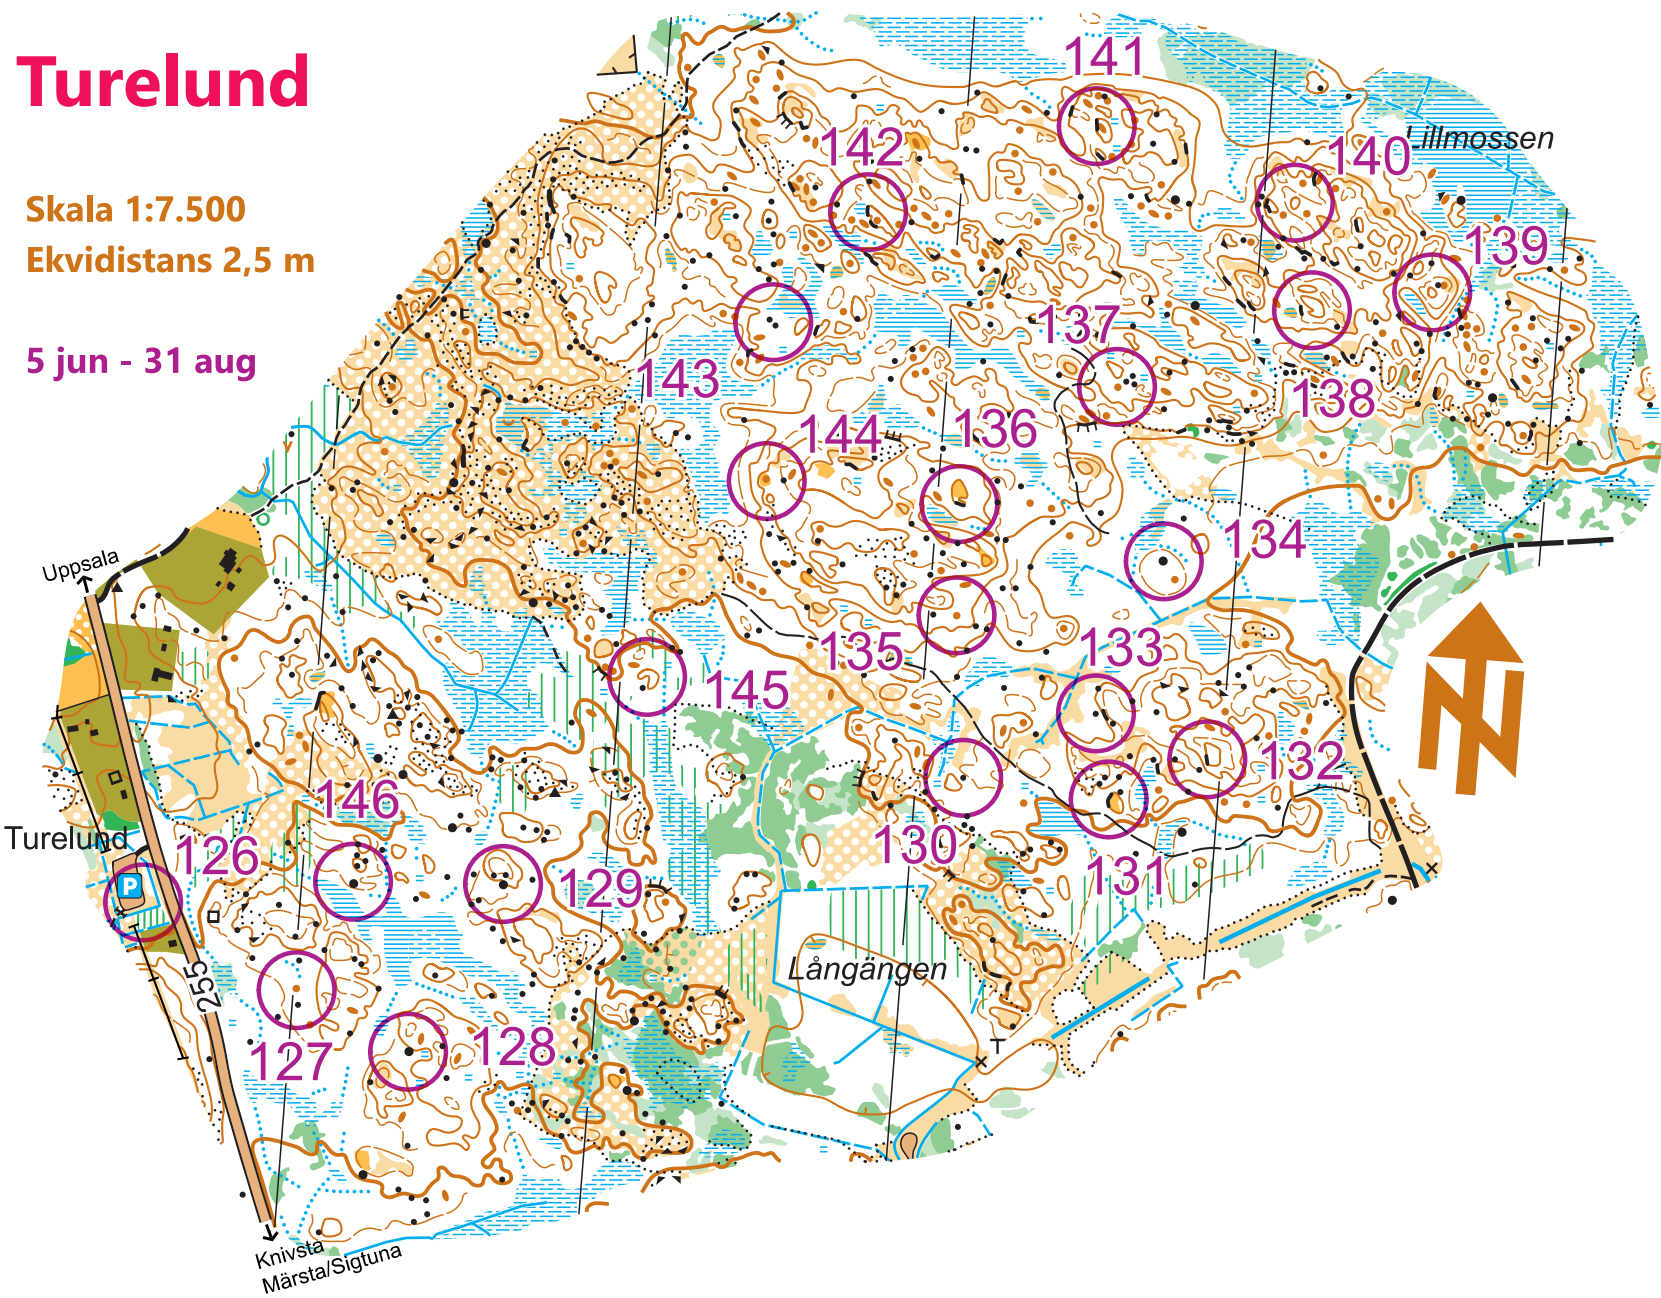 Turelund
Skala 1:7.500
Ekvidistans 2,5 m
5 jun - 31 aug
141
142
140
Lillmossen
139
137
143
138
144
136
134
Uppsala
135
133
145
132
146
Turelund
130
126
P
131
129
255
Långängen
T
127
128
Knivsta
Märsta/Sigtuna
N